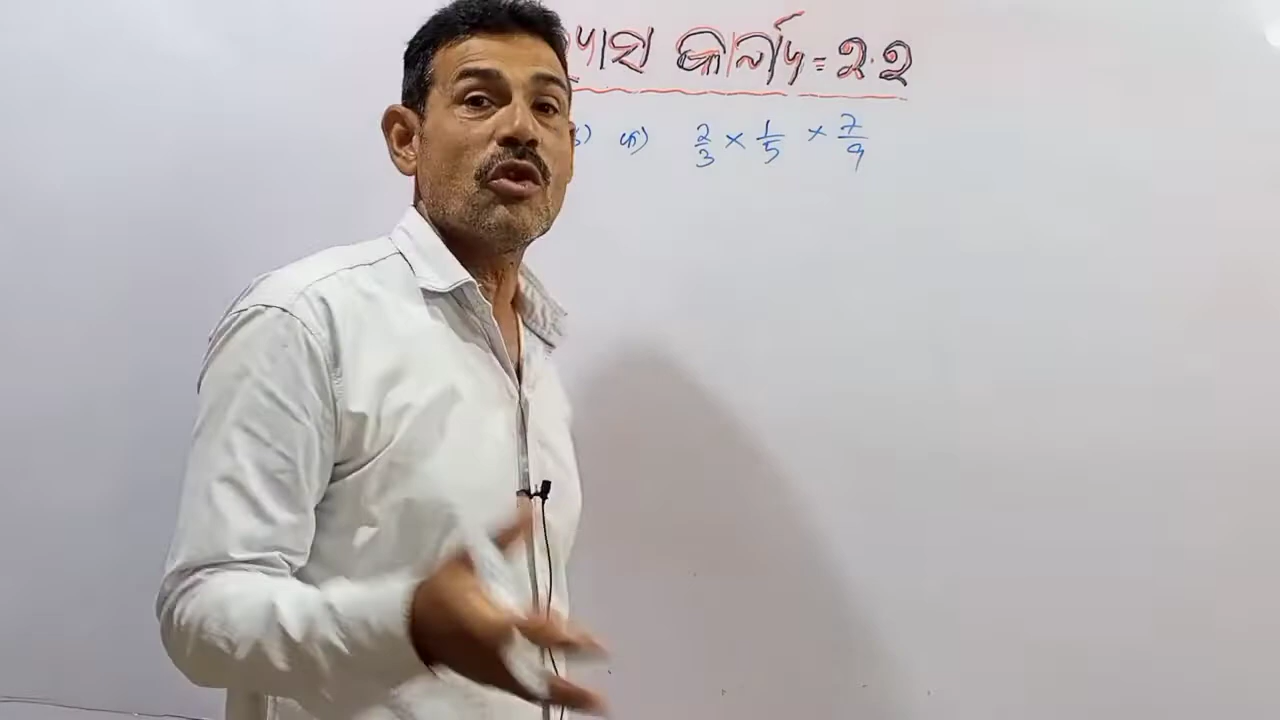 କାର୍ଯ୍ୟ = ୨.୨
କ) 2/3 × 1/5 × 7/9